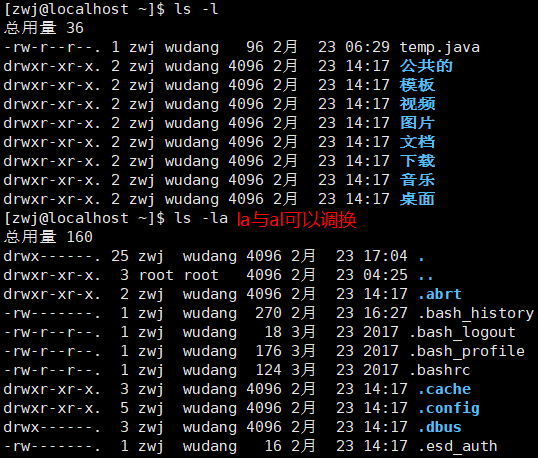 [zwj@localhost ~]$ ls -l
总用量 36
-rw-r--r--. 1 zwj wudang   96 2月  23 06:29 temp.java
drwxr-xr-x. 2 zwj wudang 4096 2月  23 14:17 公共的
drwxr-xr-x. 2 zwj wudang 4096 2月  23 14:17 模板
drwxr-xr-x. 2 zwj wudang 4096 2月  23 14:17 视频
drwxr-xr-x. 2 zwj wudang 4096 2月  23 14:17 图片
drwxr-xr-x. 2 zwj wudang 4096 2月  23 14:17 文档
drwxr-xr-x. 2 zwj wudang 4096 2月  23 14:17 下载
drwxr-xr-x. 2 zwj wudang 4096 2月  23 14:17 音乐
drwxr-xr-x. 2 zwj wudang 4096 2月  23 14:17 桌面
[zwj@localhost ~]$ ls -la la与al可以调换
总用量 160
drwx------. 25 zwj  wudang 4096 2月  23 17:04 .
drwxr-xr-x.  3 root root   4096 2月  23 04:25 ..
drwxr-xr-x.  2 zwj  wudang 4096 2月  23 14:17 .abrt
-rw-------.  1 zwj  wudang  270 2月  23 16:27 .bash_history
-rw-r--r--.  1 zwj  wudang   18 3月  23 2017 .bash_logout
-rw-r--r--.  1 zwj  wudang  176 3月  23 2017 .bash_profile
-rw-r--r--.  1 zwj  wudang  124 3月  23 2017 .bashrc
drwxr-xr-x.  3 zwj  wudang 4096 2月  23 14:17 .cache
drwxr-xr-x.  5 zwj  wudang 4096 2月  23 14:17 .config
drwx------.  3 zwj  wudang 4096 2月  23 14:17 .dbus
-rw-------.  1 zwj  wudang   16 2月  23 14:17 .esd_auth